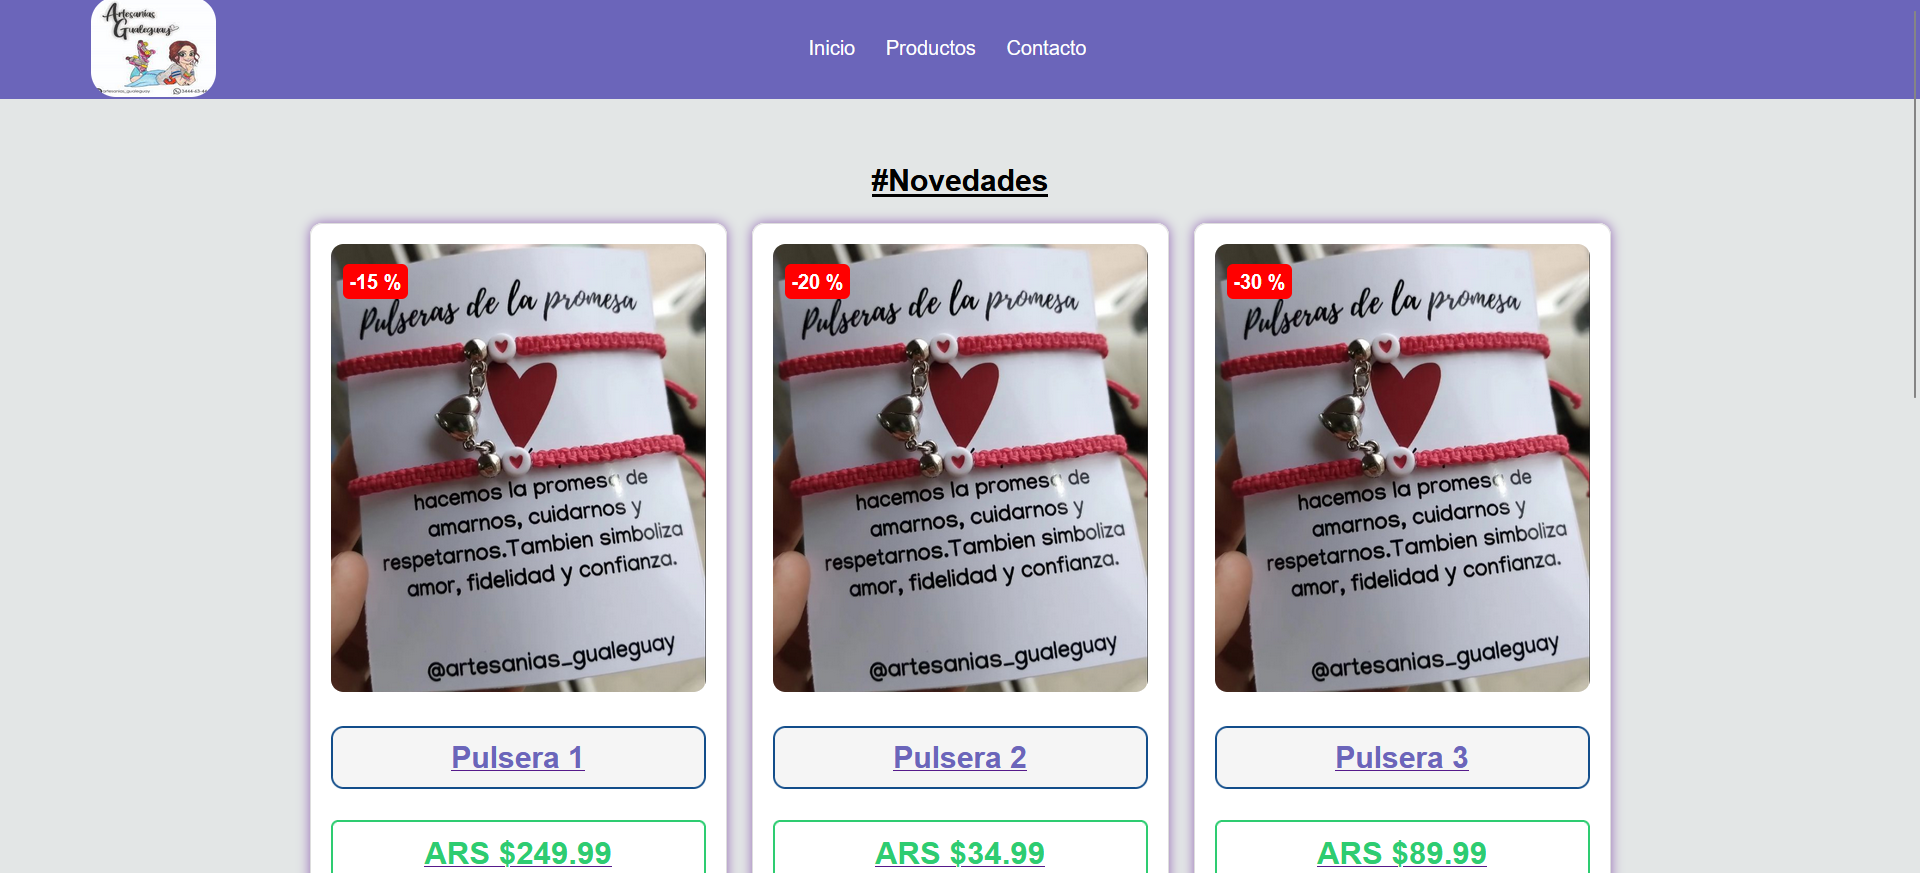 Artesanías
Gualeguay
artesanias_gualeguay
Inicio
Productos
Contacto
#Novedades
-15 %
Pulseras de la promesa
hacemos la promesa de
amarnos, cuidarnos y
respetarnos.Tambien simboliza
amor, fidelidad y confianza.
@artesanias_gualeguay
Pulsera 1
ARS $249.99
-20 %
Pulseras de la promesa
hacemos la promesa de
amarnos, cuidarnos y
respetarnos.Tambien simboliza
amor, fidelidad y confianza.
@artesanias_gualeguay
Pulsera 2
ARS $34.99
-30 %
Pulseras de la promesa
hacemos la promesa de
amarnos, cuidarnos y
respetarnos.Tambien simboliza
amor, fidelidad y confianza.
@artesanias_gualeguay
Pulsera 3
ARS $89.99